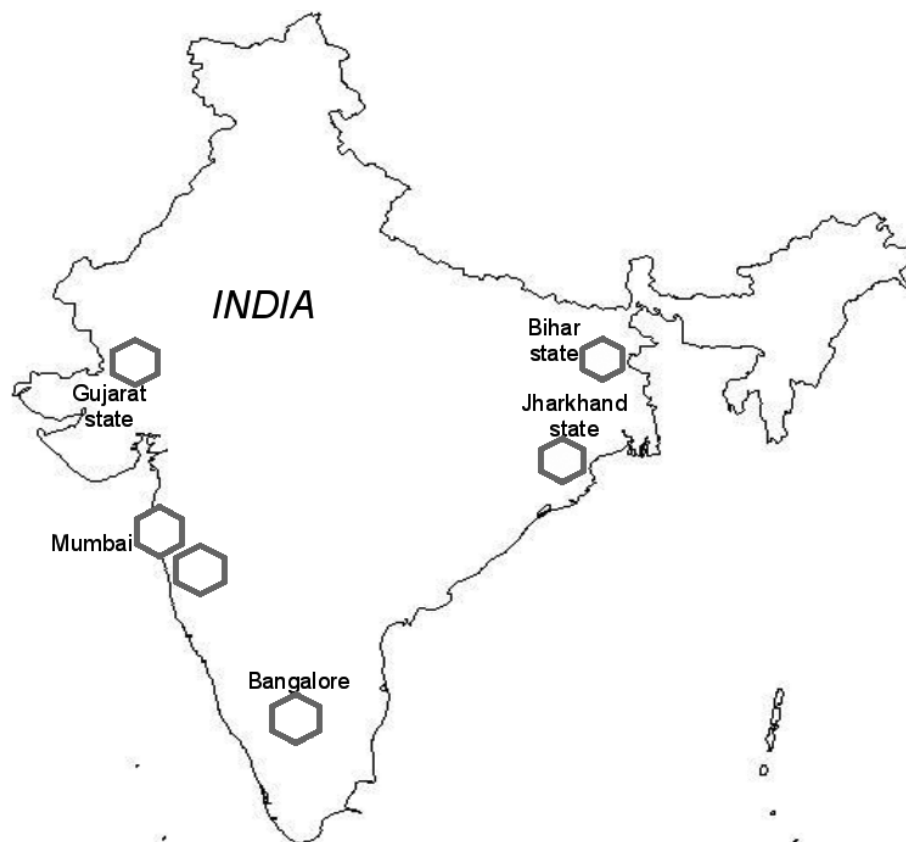 INDIA
Bihar
state
Gujarat
state
Jharkhand
state
Mumbai
Bangalore